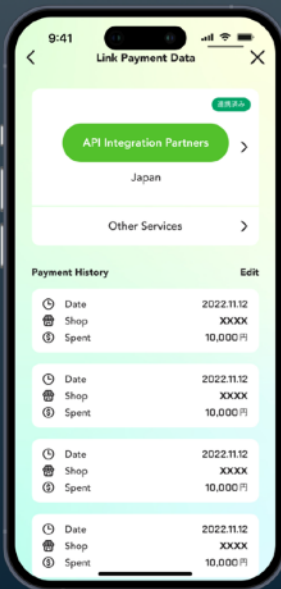 9:41
Link Payment Data
連携済み
API Integration Partners
Japan
Other Services
Payment History Edit
Date 2022.11.12
Shop XXXX
Spent 10,000円
Date 2022.11.12
Shop XXXX
Spent 10,000円
Date 2022.11.12
Shop XXXX
Spent 10,000円
Date 2022.11.12
Shop XXXX
Spent 10,000円